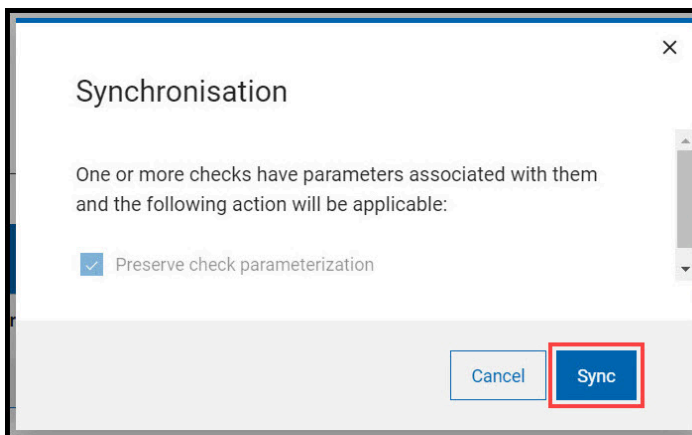 Synchronisation
One or more checks have parameters associated with them
and the following action will be applicable:
Preserve check parameterization
Cancel
Sync